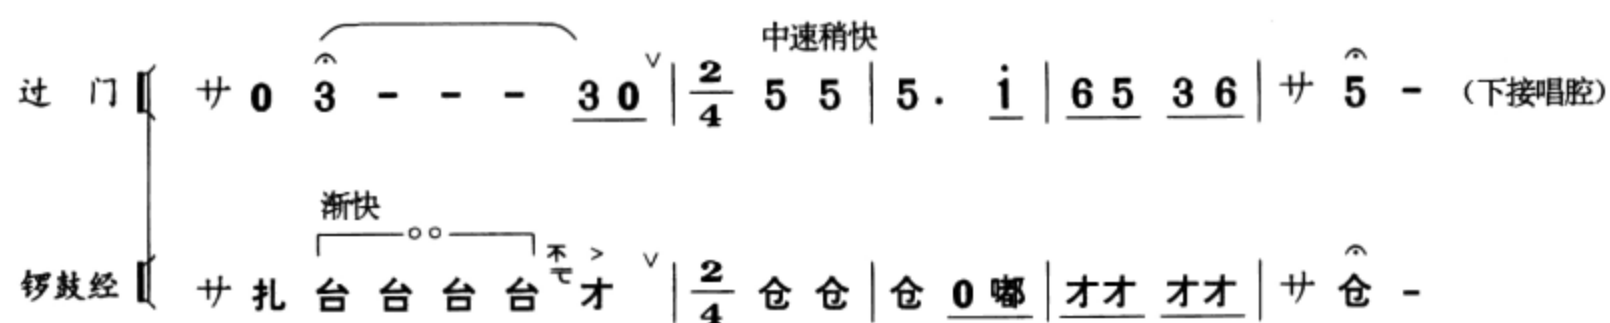 中速稍快
过 门 サ 0 3 - - - 3 0 ∨ | 2/4 5 5 | 5 . i | 6 5 3 6 | サ 5 - （下接唱腔）
渐快
锣鼓经 サ 扎 台 台 台 台 才 ∨ | 2/4 仓 仓 | 仓 0 嘟 | 才才 才才 | サ 仓 -